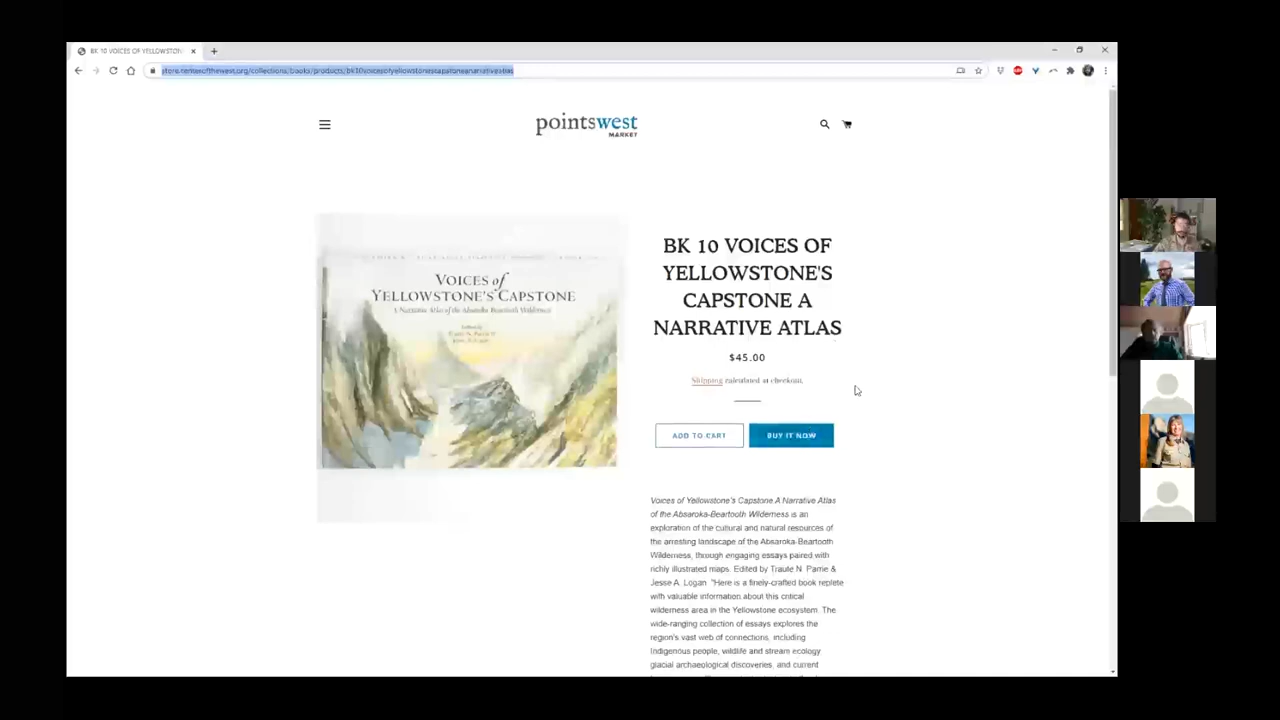 BK 10 VOICES OF YELLOWSTON
pointswest
MARKET
VOICES of
YELLOWSTONE'S CAPSTONE
A Narrative Atlas of the Absaroka-Beartooth Wilderness
BK 10 VOICES OF
YELLOWSTONE'S
CAPSTONE A
NARRATIVE ATLAS
$45.00
Shipping calculated at checkout.
ADD TO CART
BUY IT NOW
Voices of Yellowstone's Capstone A Narrative Atlas
of the Absaroka-Beartooth Wilderness is an
exploration of the cultural and natural resources of
the arresting landscape of the Absaroka-Beartooth
Wilderness, through engaging essays paired with
richly illustrated maps. Edited by Traute N. Parrie &
Jesse A. Logan "Here is a finely-crafted book replete
with valuable information about this critical
wilderness area in the Yellowstone ecosystem. The
wide-ranging collection of essays explores the
region's vast web of connections, including
Indigenous people, wildlife and stream ecology
glacial archaeological discoveries, and current